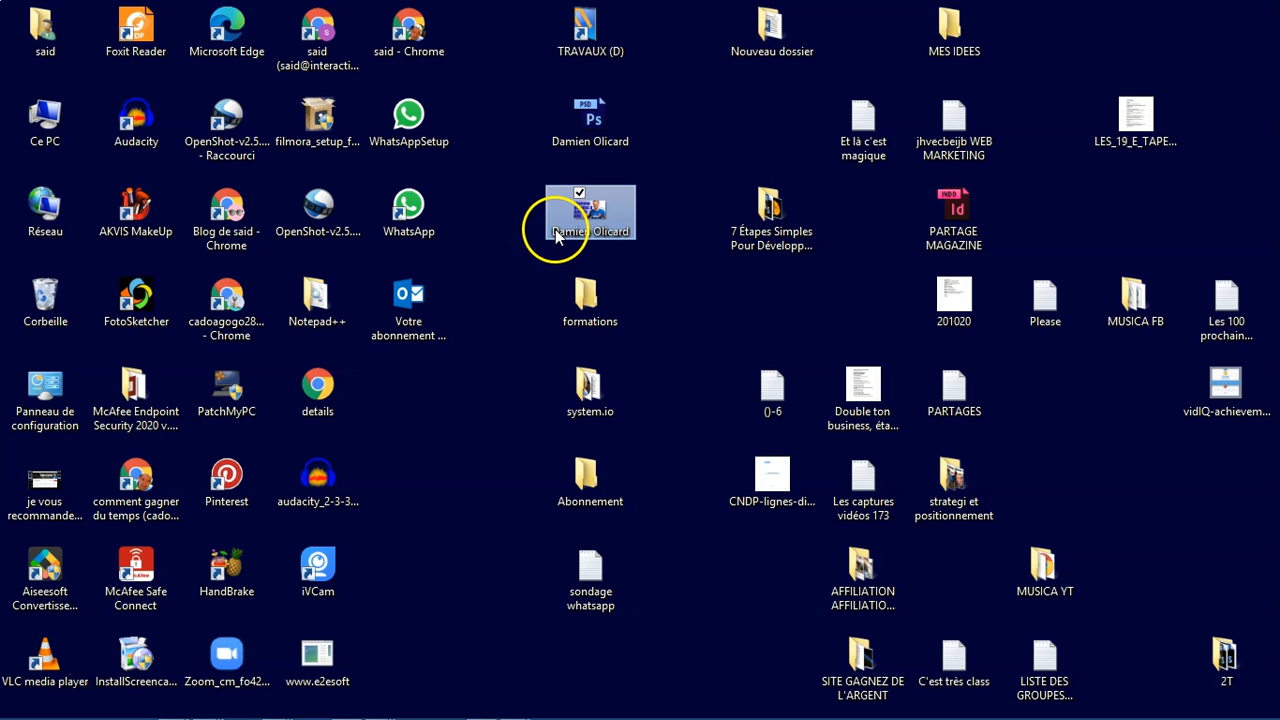 said
Foxit Reader
Microsoft Edge
said
(said@interacti...
said - Chrome
TRAVAUX (D)
Nouveau dossier
MES IDEES
Ce PC
Audacity
OpenShot-v2.5....
- Raccourci
filmora_setup_f...
WhatsAppSetup
PSD
Ps
Damien Olicard
Et là c'est
magique
jhvecbeijb WEB
MARKETING
LES_19_E_TAPE...
Réseau
AKVIS MakeUp
Blog de said -
Chrome
OpenShot-v2.5....
WhatsApp
Damien Olicard
7 Étapes Simples
Pour Dévelop...
INDD
Id
PARTAGE
MAGAZINE
Corbeille
FotoSketcher
cadoagogo28...
- Chrome
Notepad++
Votre
abonnement ...
formations
201020
Please
MUSICA FB
Les 100
prochain...
Panneau de
configuration
McAfee Endpoint
Security 2020 v....
PatchMyPC
details
system.io
()-6
Double ton
business, éta...
PARTAGES
vidIQ-achievem...
je vous
recommande...
comment gagner
du temps (cado...
Pinterest
audacity_2-3-3...
Abonnement
CNDP-lignes-di...
Les captures
vidéos 173
strategi et
positionnement
Aiseesoft
Convertisse...
McAfee Safe
Connect
HandBrake
iVCam
sondage
whatsapp
AFFILIATION
AFFILIATIO...
MUSICA YT
VLC media player
InstallScreenca...
Zoom_cm_fo42...
www.e2esoft
SITE GAGNEZ DE
L'ARGENT
C'est très class
LISTE DES
GROUPES...
2T